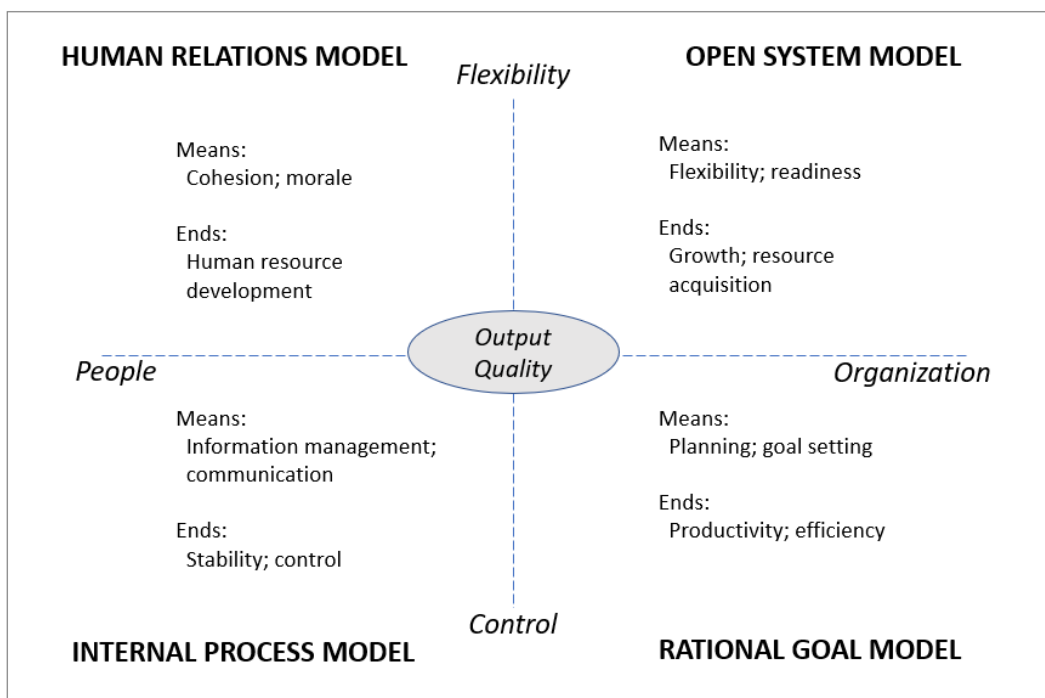 HUMAN RELATIONS MODEL
OPEN SYSTEM MODEL
Flexibility
Means:
Cohesion; morale
Ends:
Human resource
development
Means:
Flexibility; readiness
Ends:
Growth; resource
acquisition
Output
Quality
People
Organization
Means:
Information management;
communication
Ends:
Stability; control
Means:
Planning; goal setting
Ends:
Productivity; efficiency
Control
INTERNAL PROCESS MODEL
RATIONAL GOAL MODEL